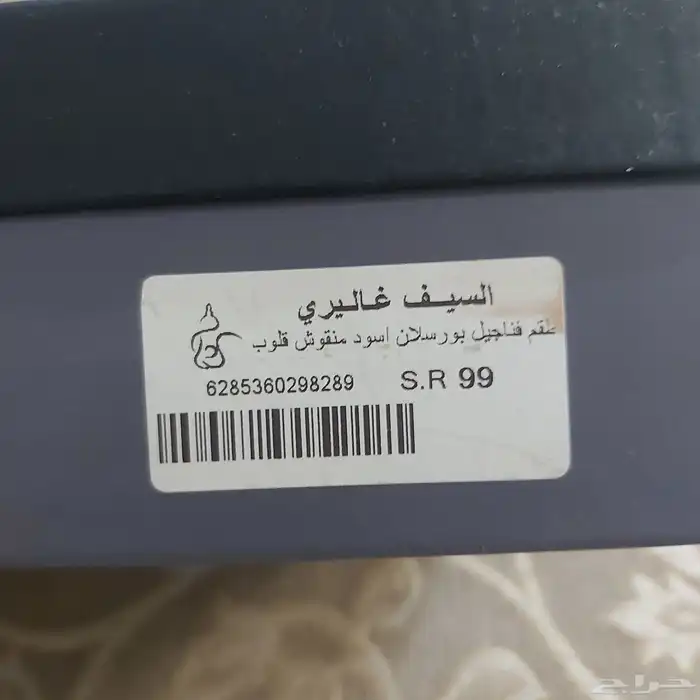 السيف غاليري
طقم فناجيل بورسلان اسود منقوش قلوب
6285360298289 S.R 99
حراج